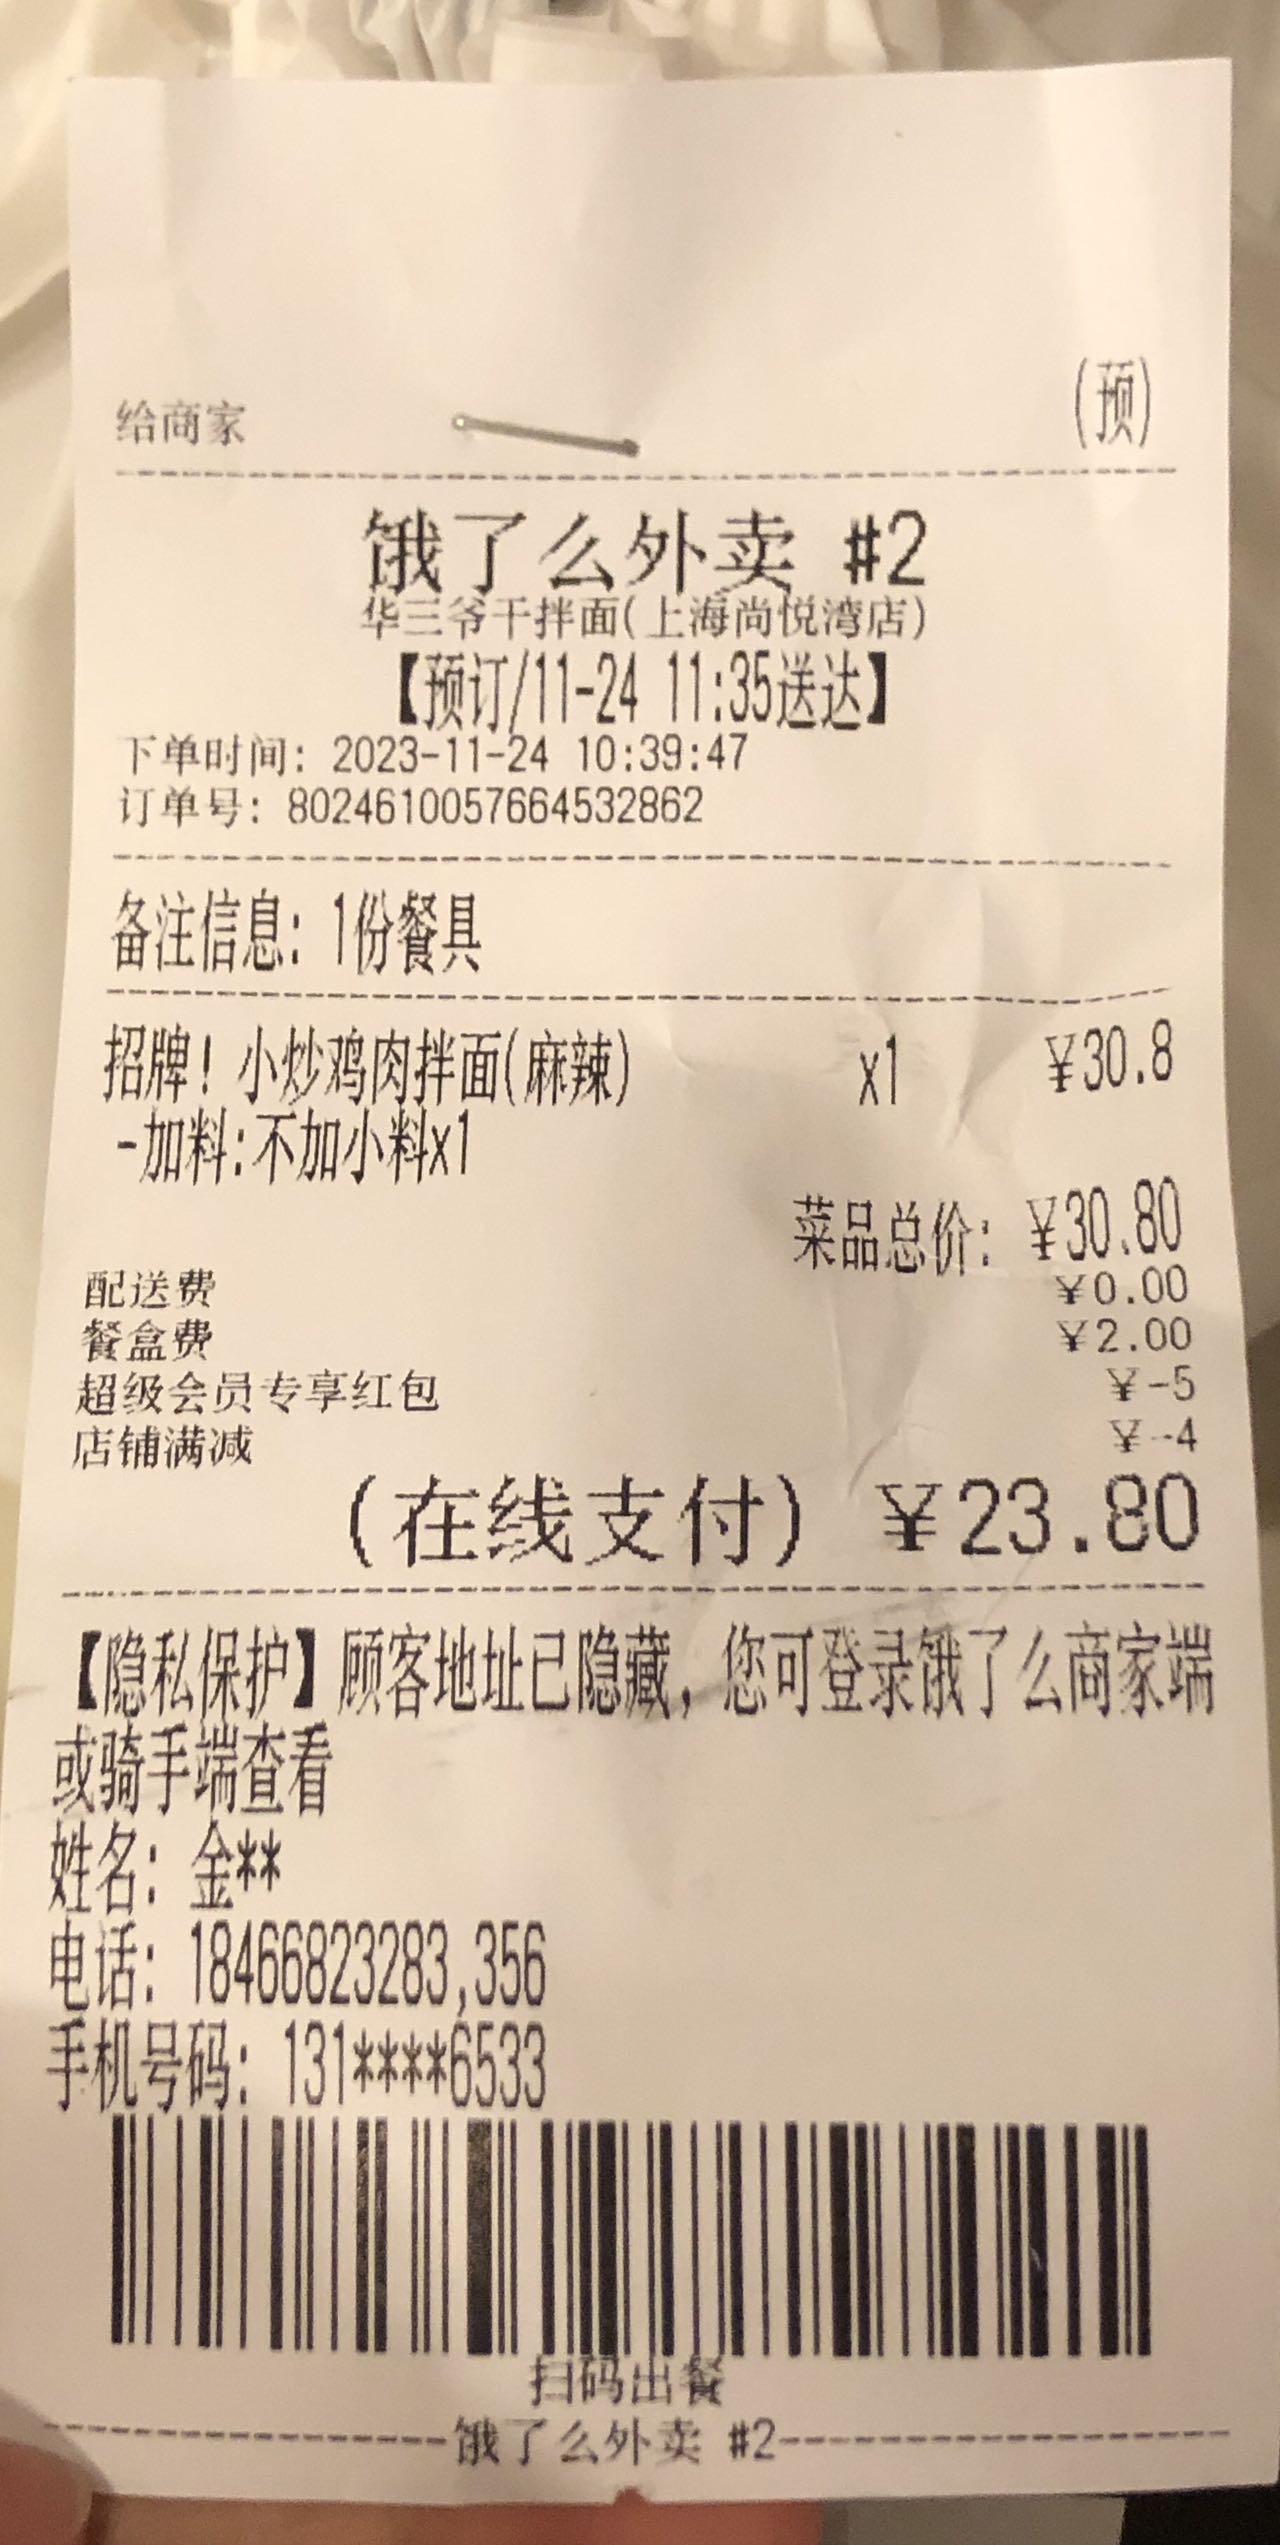 给商家
(预)
饿了么外卖 #2
华三爷干拌面(上海尚悦湾店)
【预订/11-24 11:35送达】
下单时间: 2023-11-24 10:39:47
订单号: 8024610057664532862
备注信息: 1份餐具
招牌! 小炒鸡肉拌面(麻辣) x1 ¥30.8
-加料:不加小料x1
菜品总价: ¥30.80
配送费 ¥0.00
餐盒费 ¥2.00
超级会员专享红包 ¥-5
店铺满减 ¥-4
(在线支付) ¥23.80
【隐私保护】顾客地址已隐藏, 您可登录饿了么商家端
或骑手端查看
姓名: 金**
电话: 18466823283,356
手机号码: 131****6533
扫码出餐
饿了么外卖 #2